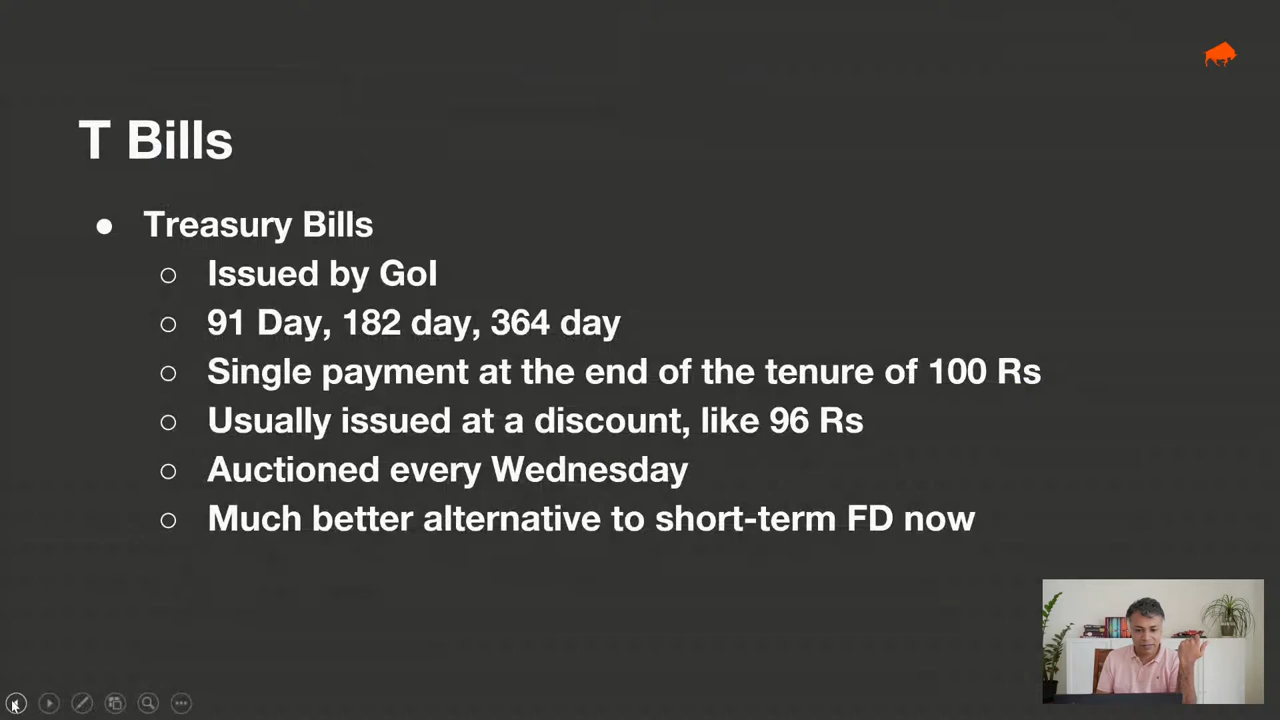 T Bills
● Treasury Bills
○ Issued by GoI
○ 91 Day, 182 day, 364 day
○ Single payment at the end of the tenure of 100 Rs
○ Usually issued at a discount, like 96 Rs
○ Auctioned every Wednesday
○ Much better alternative to short-term FD now